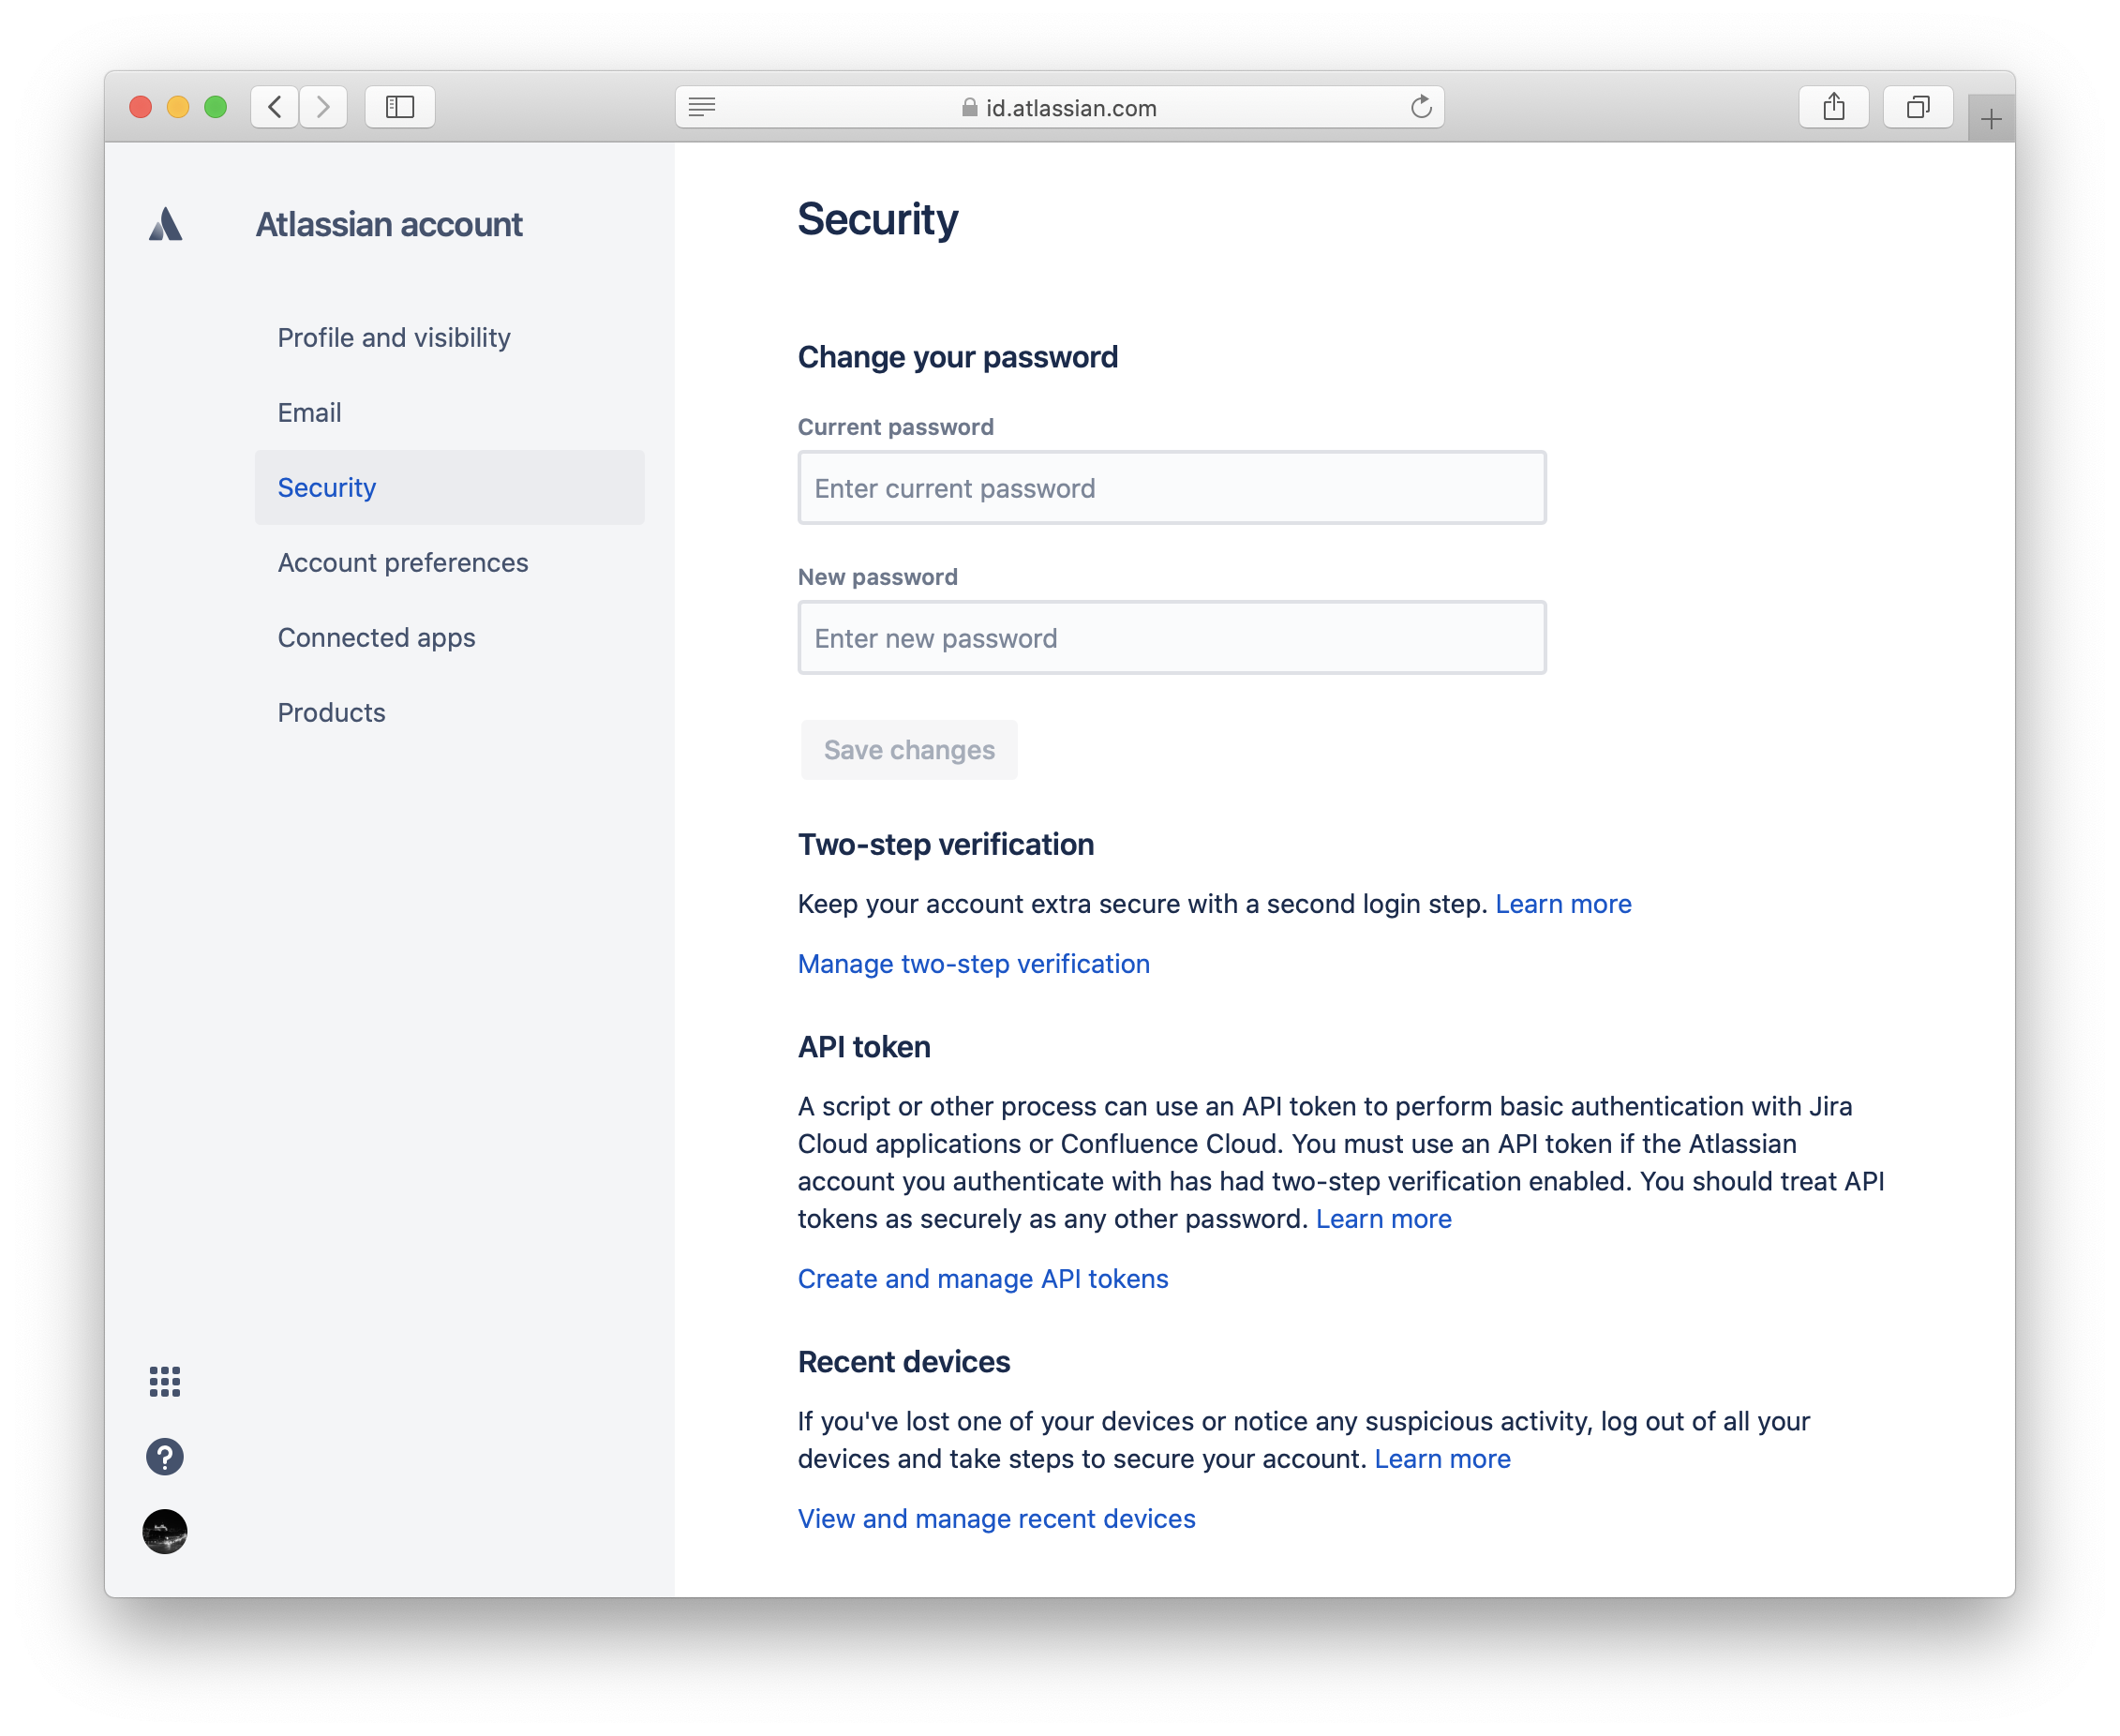 id.atlassian.com
Atlassian account
Profile and visibility
Email
Security
Account preferences
Connected apps
Products
Security
Change your password
Current password
Enter current password
New password
Enter new password
Save changes
Two-step verification
Keep your account extra secure with a second login step. Learn more
Manage two-step verification
API token
A script or other process can use an API token to perform basic authentication with Jira
Cloud applications or Confluence Cloud. You must use an API token if the Atlassian
account you authenticate with has had two-step verification enabled. You should treat API
tokens as securely as any other password. Learn more
Create and manage API tokens
Recent devices
If you've lost one of your devices or notice any suspicious activity, log out of all your
devices and take steps to secure your account. Learn more
View and manage recent devices